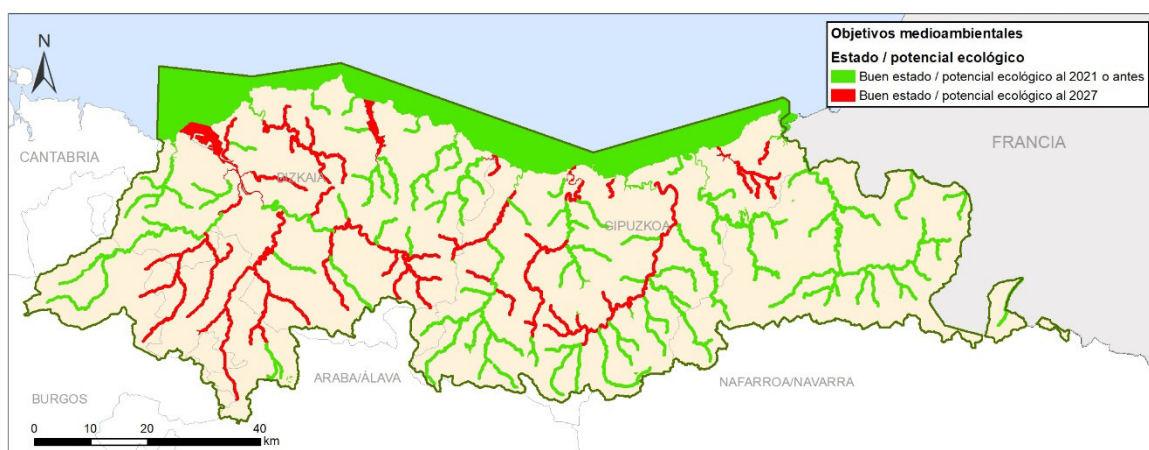 N
Objetivos medioambientales
Estado / potencial ecológico
Buen estado / potencial ecológico al 2021 o antes
Buen estado / potencial ecológico al 2027
FRANCIA
CANTABRIA
BIZKAIA
GIPUZKOA
ARABA/ÁLAVA
NAFARROA/NAVARRA
BURGOS
0 10 20 40
km